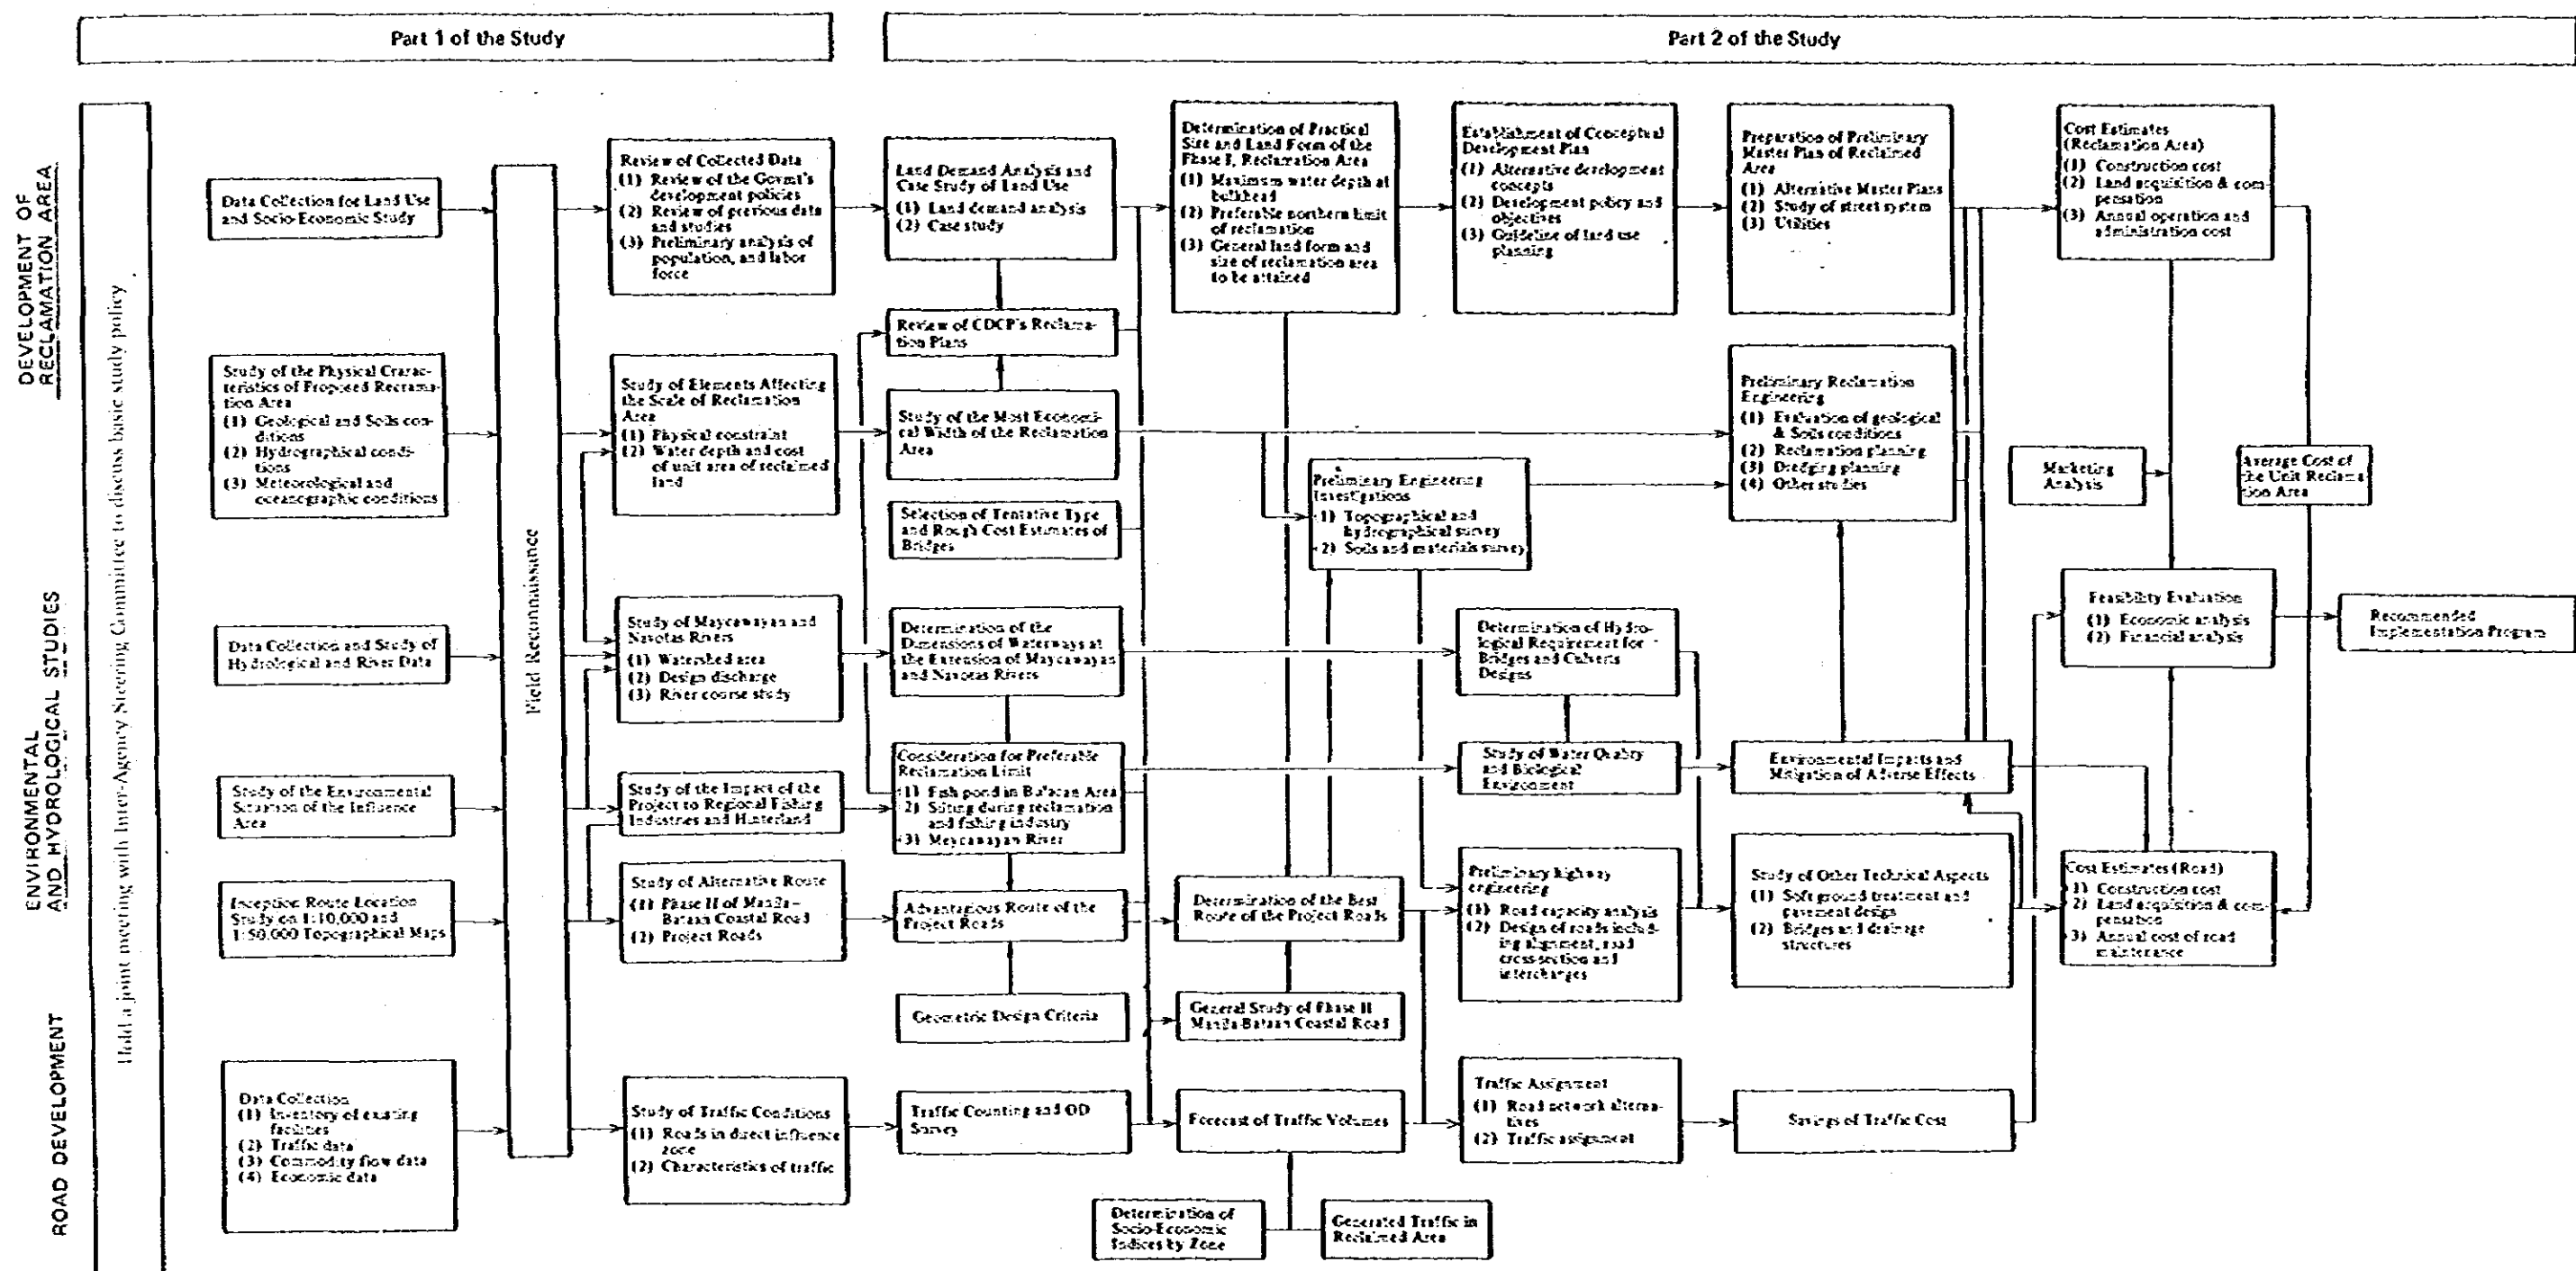 Part 1 of the Study
Part 2 of the Study
DEVELOPMENT OF
RECLAMATION AREA
ENVIRONMENTAL
AND HYDROLOGICAL STUDIES
ROAD DEVELOPMENT
Hold a joint meeting with Inter-Agency Steering Committee to discuss basic study policy
Data Collection for Land Use
and Socio-Economic Study
Study of the Physical Charac-
teristics of Proposed Reclama-
tion Area
(1) Geological and Soils con-
ditions
(2) Hydrographical condi-
tions
(3) Meteorological and
oceanographic conditions
Data Collection and Study of
Hydrological and River Data
Study of the Environmental
Situation of the Influence
Area
Inception Route Location
Study on 1:10,000 and
1:50,000 Topographical Maps
Data Collection
(1) Inventory of existing
facilities
(2) Traffic data
(3) Commodity flow data
(4) Economic data
Field Reconnaissance
Review of Collected Data
(1) Review of the Govmt's
development policies
(2) Review of previous data
and studies
(3) Preliminary analysis of
population, and labor
force
Study of Elements Affecting
the Scale of Reclamation
Area
(1) Physical constraint
(2) Water depth and cost
of unit area of reclaimed
land
Study of Maycawayan and
Navotas Rivers
(1) Watershed area
(2) Design discharge
(3) River course study
Study of the Impact of the
Project to Regional Fishing
Industries and Hinterland
Study of Alternative Route
(1) Phase II of Manila-
Bataan Coastal Road
(2) Project Roads
Study of Traffic Conditions
(1) Roads in direct influence
zone
(2) Characteristics of traffic
Land Demand Analysis and
Case Study of Land Use
(1) Land demand analysis
(2) Case study
Review of CDCP's Reclama-
tion Plans
Study of the Most Economi-
cal Width of the Reclamation
Area
Selection of Tentative Type
and Rough Cost Estimates of
Bridges
Determination of the
Dimensions of Waterways at
the Extension of Maycawayan
and Navotas Rivers
Consideration for Preferable
Reclamation Limit
(1) Fish pond in Bulacan Area
(2) Silting during reclamation
and fishing industry
(3) Meycawayan River
Advantagious Route of the
Project Roads
Geometric Design Criteria
Traffic Counting and OD
Survey
Determination of Practical
Size and Land Form of the
Phase I, Reclamation Area
(1) Maximum water depth at
bulkhead
(2) Preferable northern limit
of reclamation
(3) General land form and
size of reclamation area
to be attained
Preliminary Engineering
Investigations
(1) Topographical and
hydrographical survey
(2) Soils and materials survey
Determination of the Best
Route of the Project Roads
General Study of Phase II
Manila-Bataan Coastal Road
Forecast of Traffic Volumes
Determination of
Socio-Economic
Indices by Zone
Generated Traffic in
Reclaimed Area
Establishment of Conceptual
Development Plan
(1) Alternative development
concepts
(2) Development policy and
objectives
(3) Guideline of land use
planning
Determination of Hydro-
logical Requirement for
Bridges and Culverts
Designs
Study of Water Quality
and Biological
Environment
Preliminary highway
engineering
(1) Road capacity analysis
(2) Design of roads includ-
ing alignment, road
cross-section and
interchanges
Traffic Assignment
(1) Road network alterna-
tives
(2) Traffic assignment
Preparation of Preliminary
Master Plan of Reclaimed
Area
(1) Alternative Master Plans
(2) Study of street system
(3) Utilities
Preliminary Reclamation
Engineering
(1) Evaluation of geological
& Soils conditions
(2) Reclamation planning
(3) Dredging planning
(4) Other studies
Environmental Impacts and
Mitigation of Adverse Effects
Study of Other Technical Aspects
(1) Soft ground treatment and
pavement design
(2) Bridges and drainage
structures
Savings of Traffic Cost
Cost Estimates
(Reclamation Area)
(1) Construction cost
(2) Land acquisition & com-
pensation
(3) Annual operation and
administration cost
Marketing
Analysis
Average Cost of
the Unit Reclama-
tion Area
Feasibility Evaluation
(1) Economic analysis
(2) Financial analysis
Recommended
Implementation Program
Cost Estimates (Road)
(1) Construction cost
(2) Land acquisition & com-
pensation
(3) Annual cost of road
maintenance